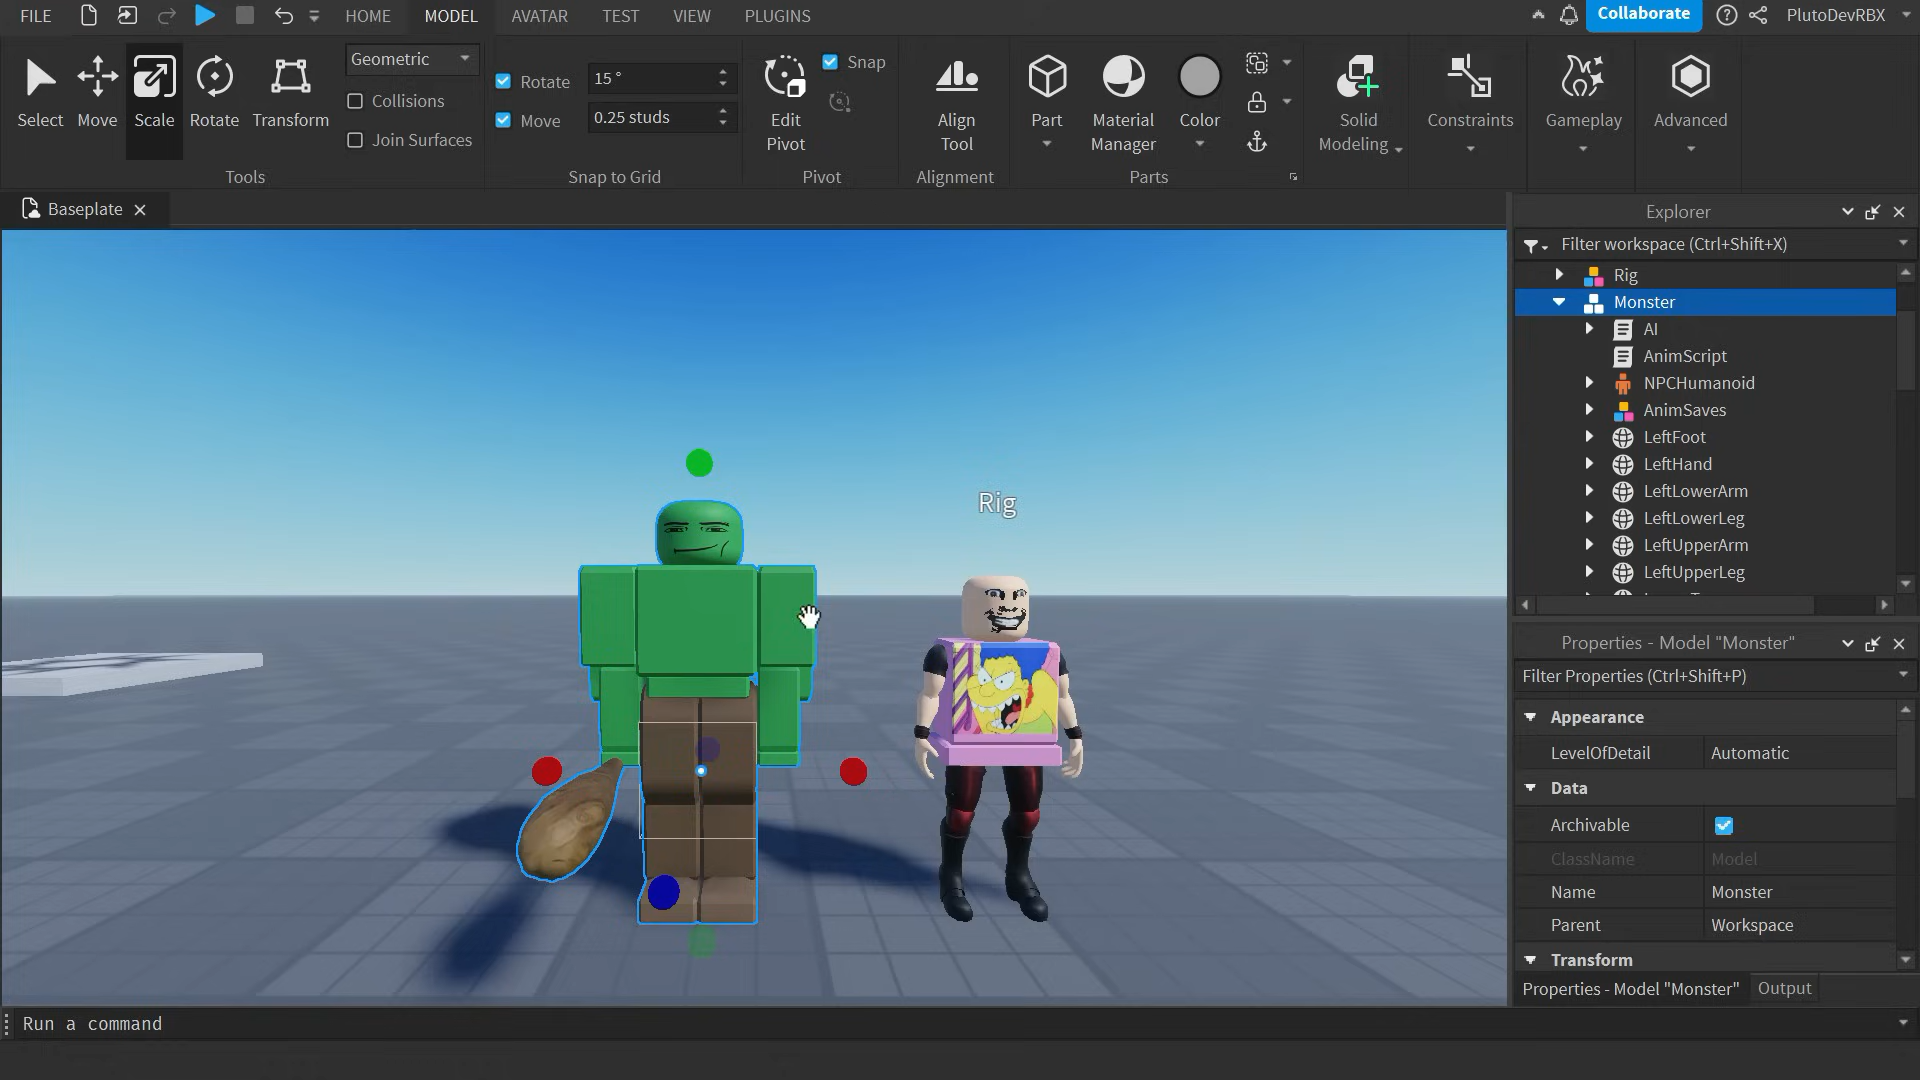 FILE HOME MODEL AVATAR TEST VIEW PLUGINS Collaborate PlutoDevRBX
Select Move Scale Rotate Transform
Geometric
Collisions
Join Surfaces
Tools
Rotate 15 °
Move 0.25 studs
Snap to Grid
Edit
Pivot
Snap
Pivot
Align
Tool
Alignment
Part
Material
Manager
Color
Parts
Solid
Modeling
Constraints
Gameplay
Advanced
Baseplate
Rig
Explorer
Filter workspace (Ctrl+Shift+X)
Rig
Monster
AI
AnimScript
NPCHumanoid
AnimSaves
LeftFoot
LeftHand
LeftLowerArm
LeftLowerLeg
LeftUpperArm
LeftUpperLeg
Properties - Model "Monster"
Filter Properties (Ctrl+Shift+P)
Appearance
LevelOfDetail Automatic
Data
Archivable
ClassName Model
Name Monster
Parent Workspace
Transform
Properties - Model "Monster" Output
Run a command